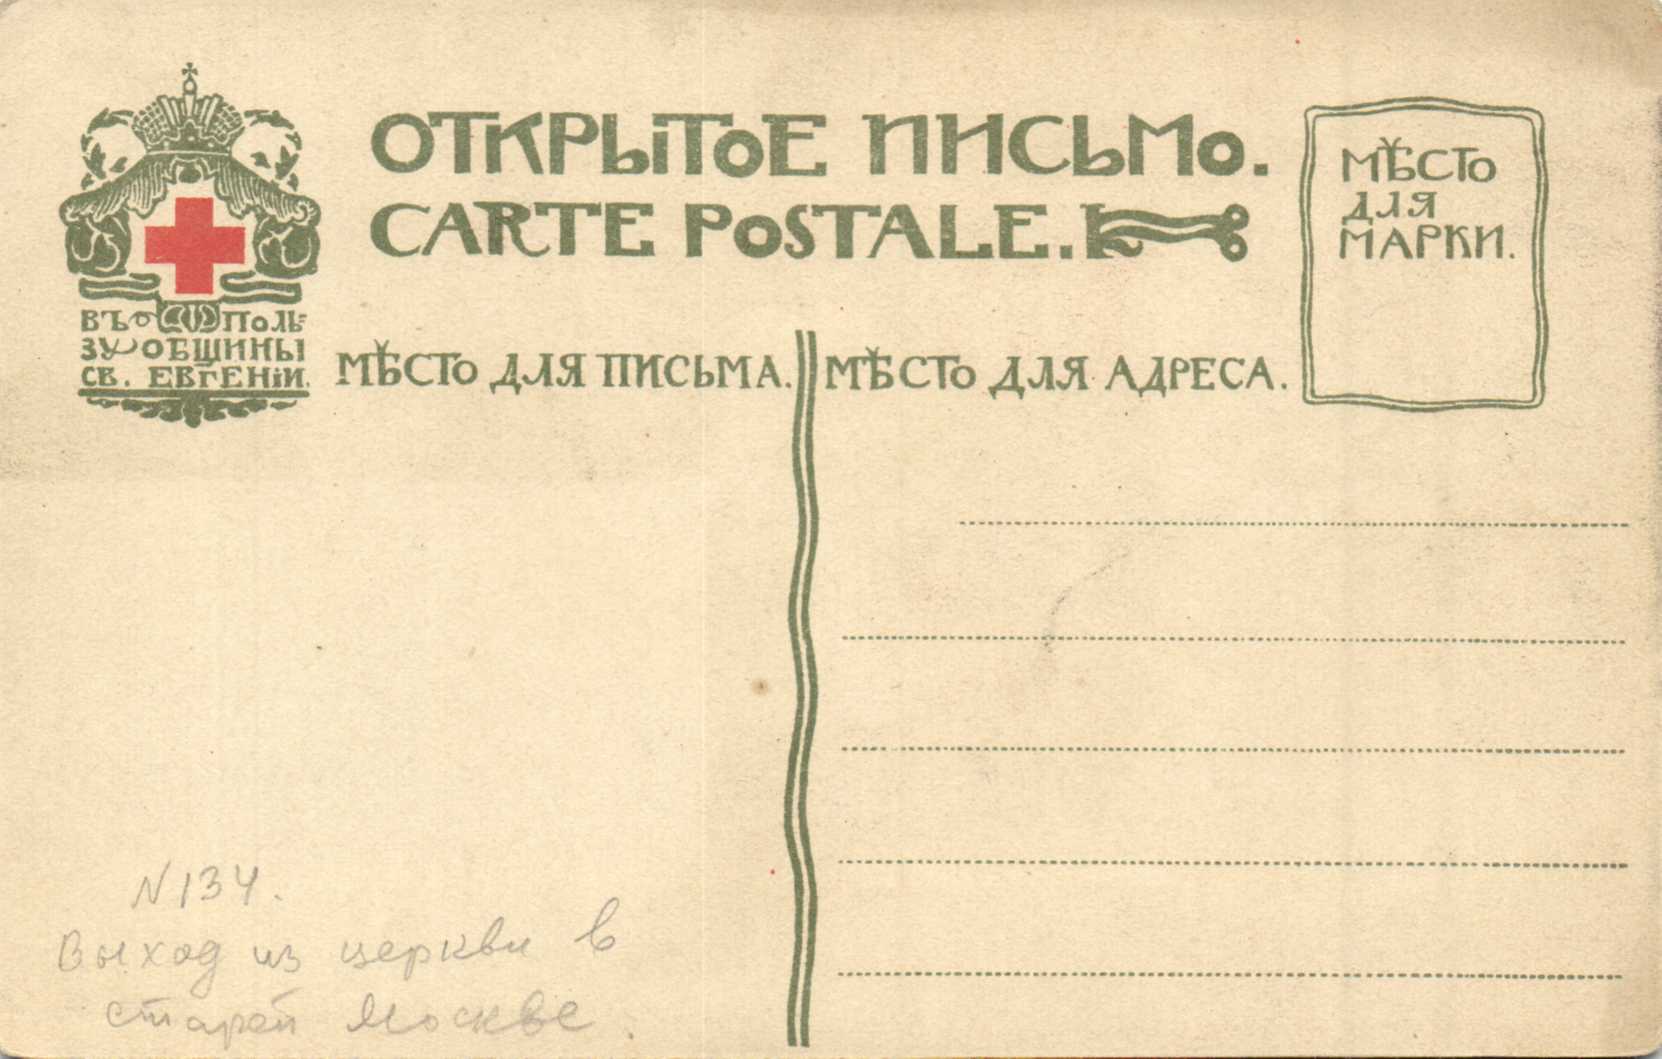 ОТКРЫТОЕ ПИСЬМО.
CARTE POSTALE.
МѢСТО
ДЛЯ
МАРКИ.
ВЪ ПОЛЬ=
ЗУ ОБЩИНЫ
СВ. ЕВГЕНІИ.
МѢСТО ДЛЯ ПИСЬМА.
МѢСТО ДЛЯ АДРЕСА.
N 134.
Выход из церкви в
старой Москве.